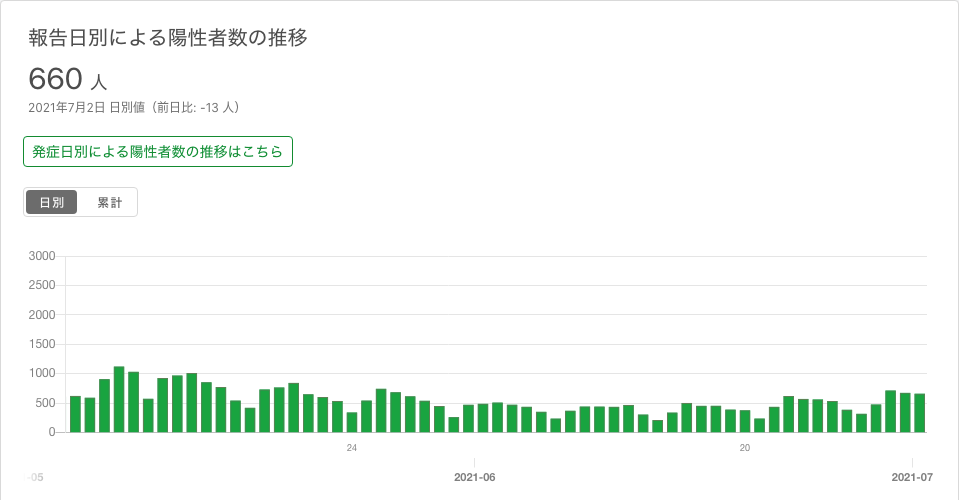 報告日別による陽性者数の推移
660 人
2021年7月2日 日別値（前日比: -13 人）
発症日別による陽性者数の推移はこちら
日別 累計
3000
2500
2000
1500
1000
500
0
24 20
-05 2021-06 2021-07